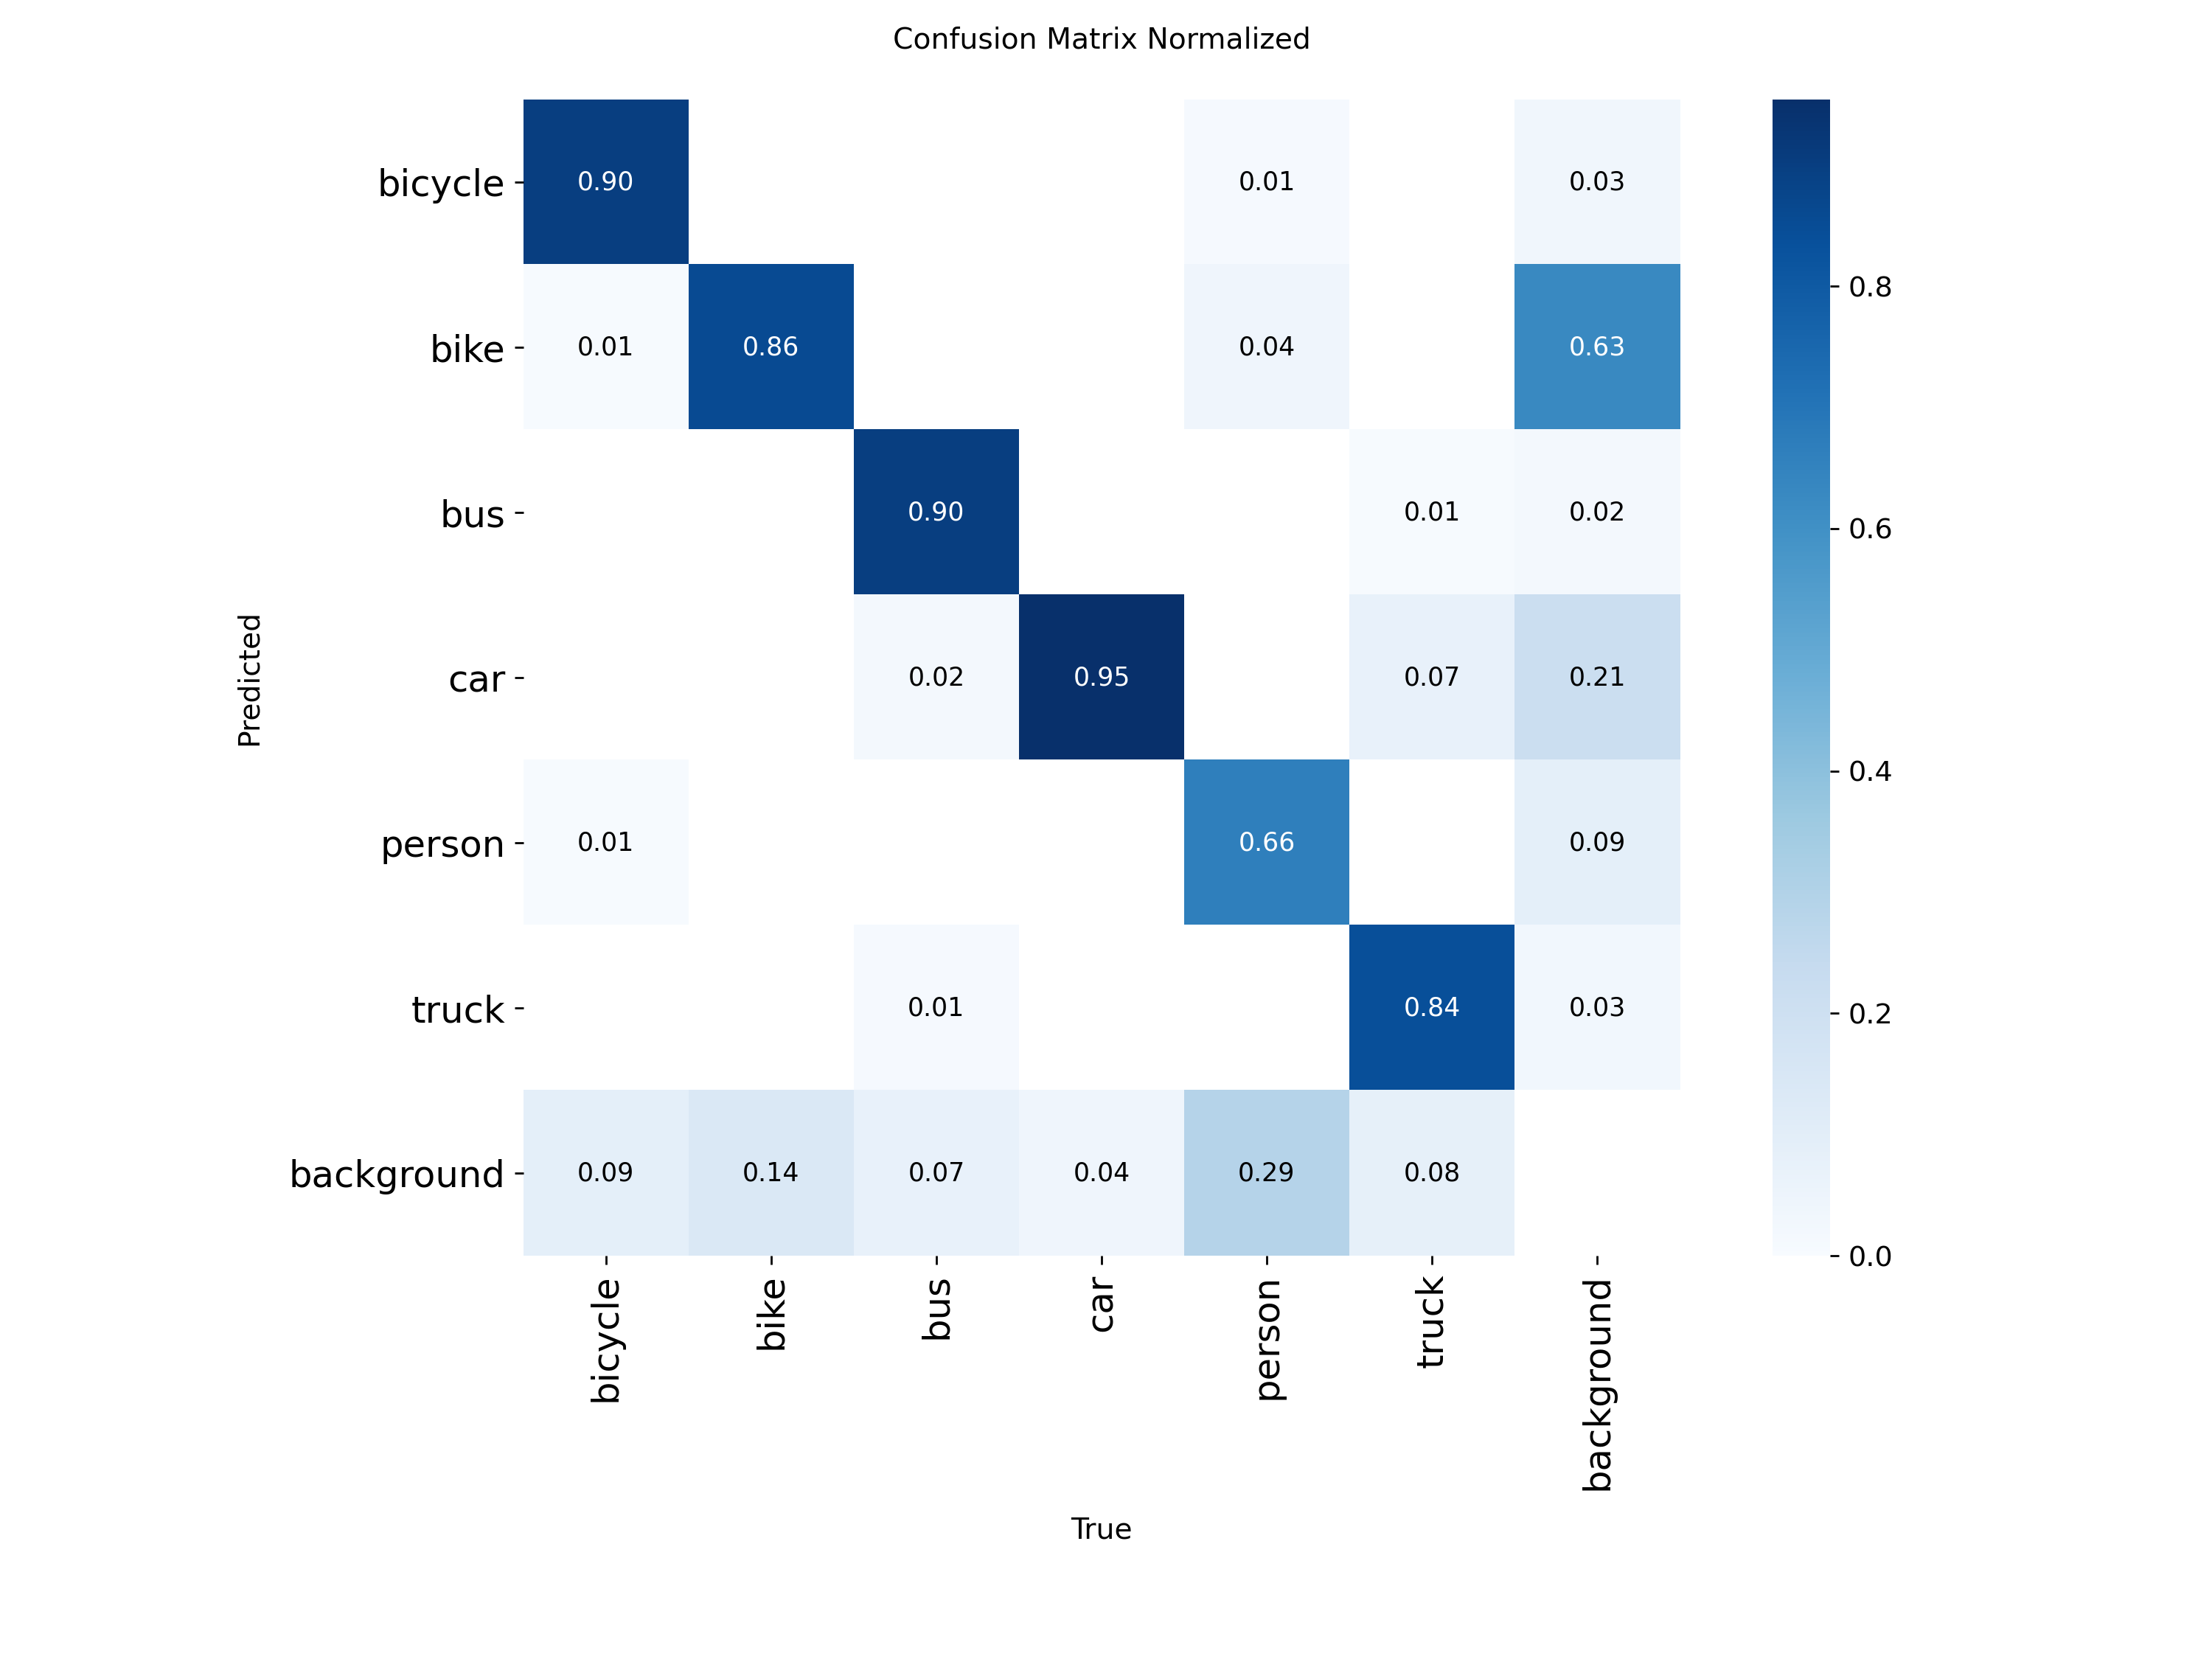 Confusion Matrix Normalized
bicycle 0.90 0.01 0.03
bike 0.01 0.86 0.04 0.63
bus 0.90 0.01 0.02
car 0.02 0.95 0.07 0.21
person 0.01 0.66 0.09
truck 0.01 0.84 0.03
background 0.09 0.14 0.07 0.04 0.29 0.08
Predicted
bicycle bike bus car person truck background
True
0.8
0.6
0.4
0.2
0.0